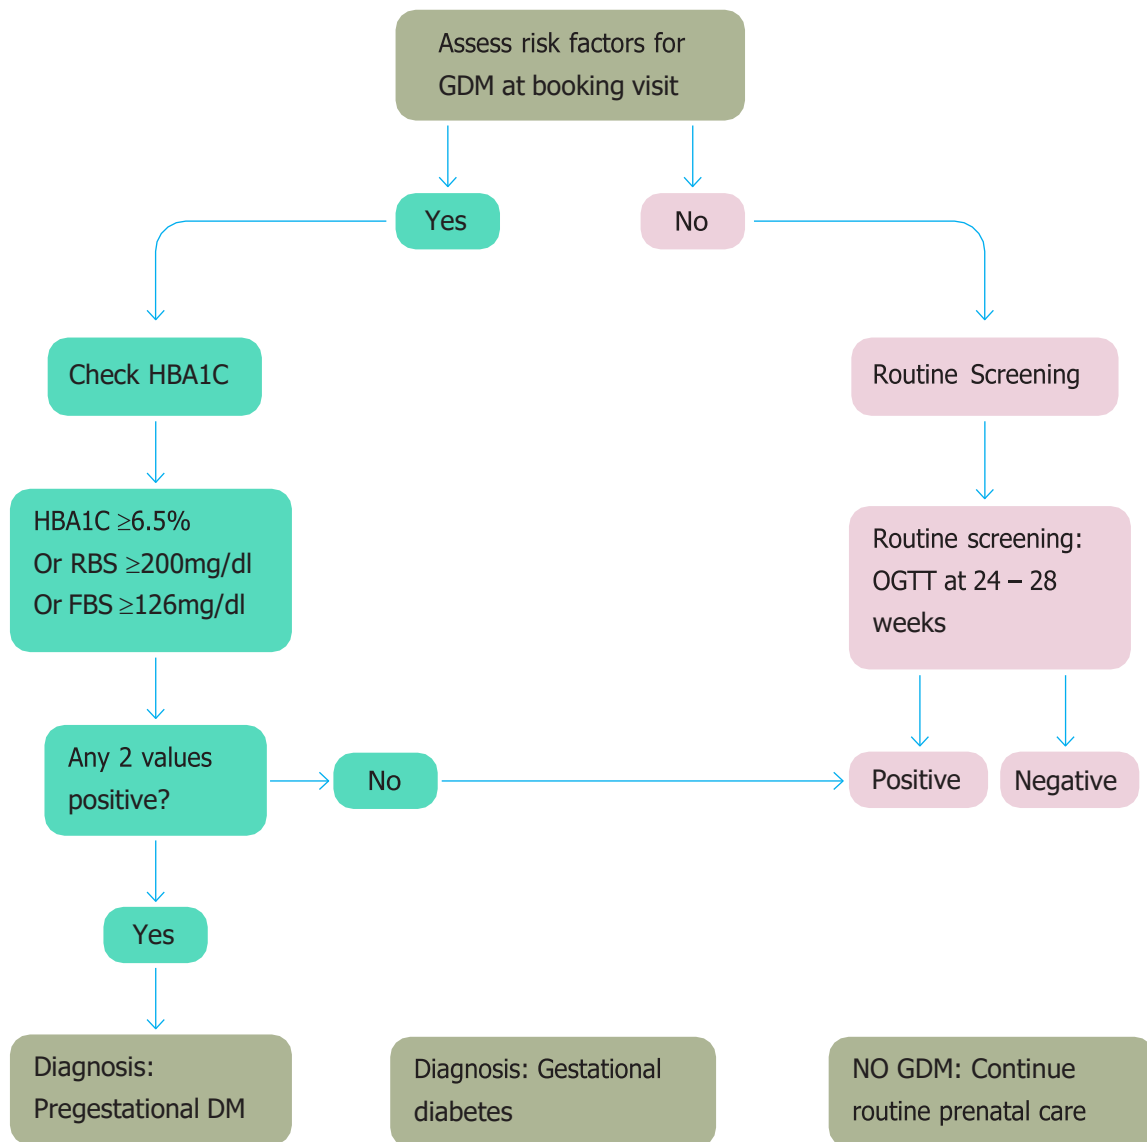 Assess risk factors for
GDM at booking visit
Yes
No
Check HBA1C
Routine Screening
HBA1C ≥6.5%
Or RBS ≥200mg/dl
Or FBS ≥126mg/dl
Routine screening:
OGTT at 24 – 28
weeks
Any 2 values
positive?
No
Positive
Negative
Yes
Diagnosis:
Pregestational DM
Diagnosis: Gestational
diabetes
NO GDM: Continue
routine prenatal care